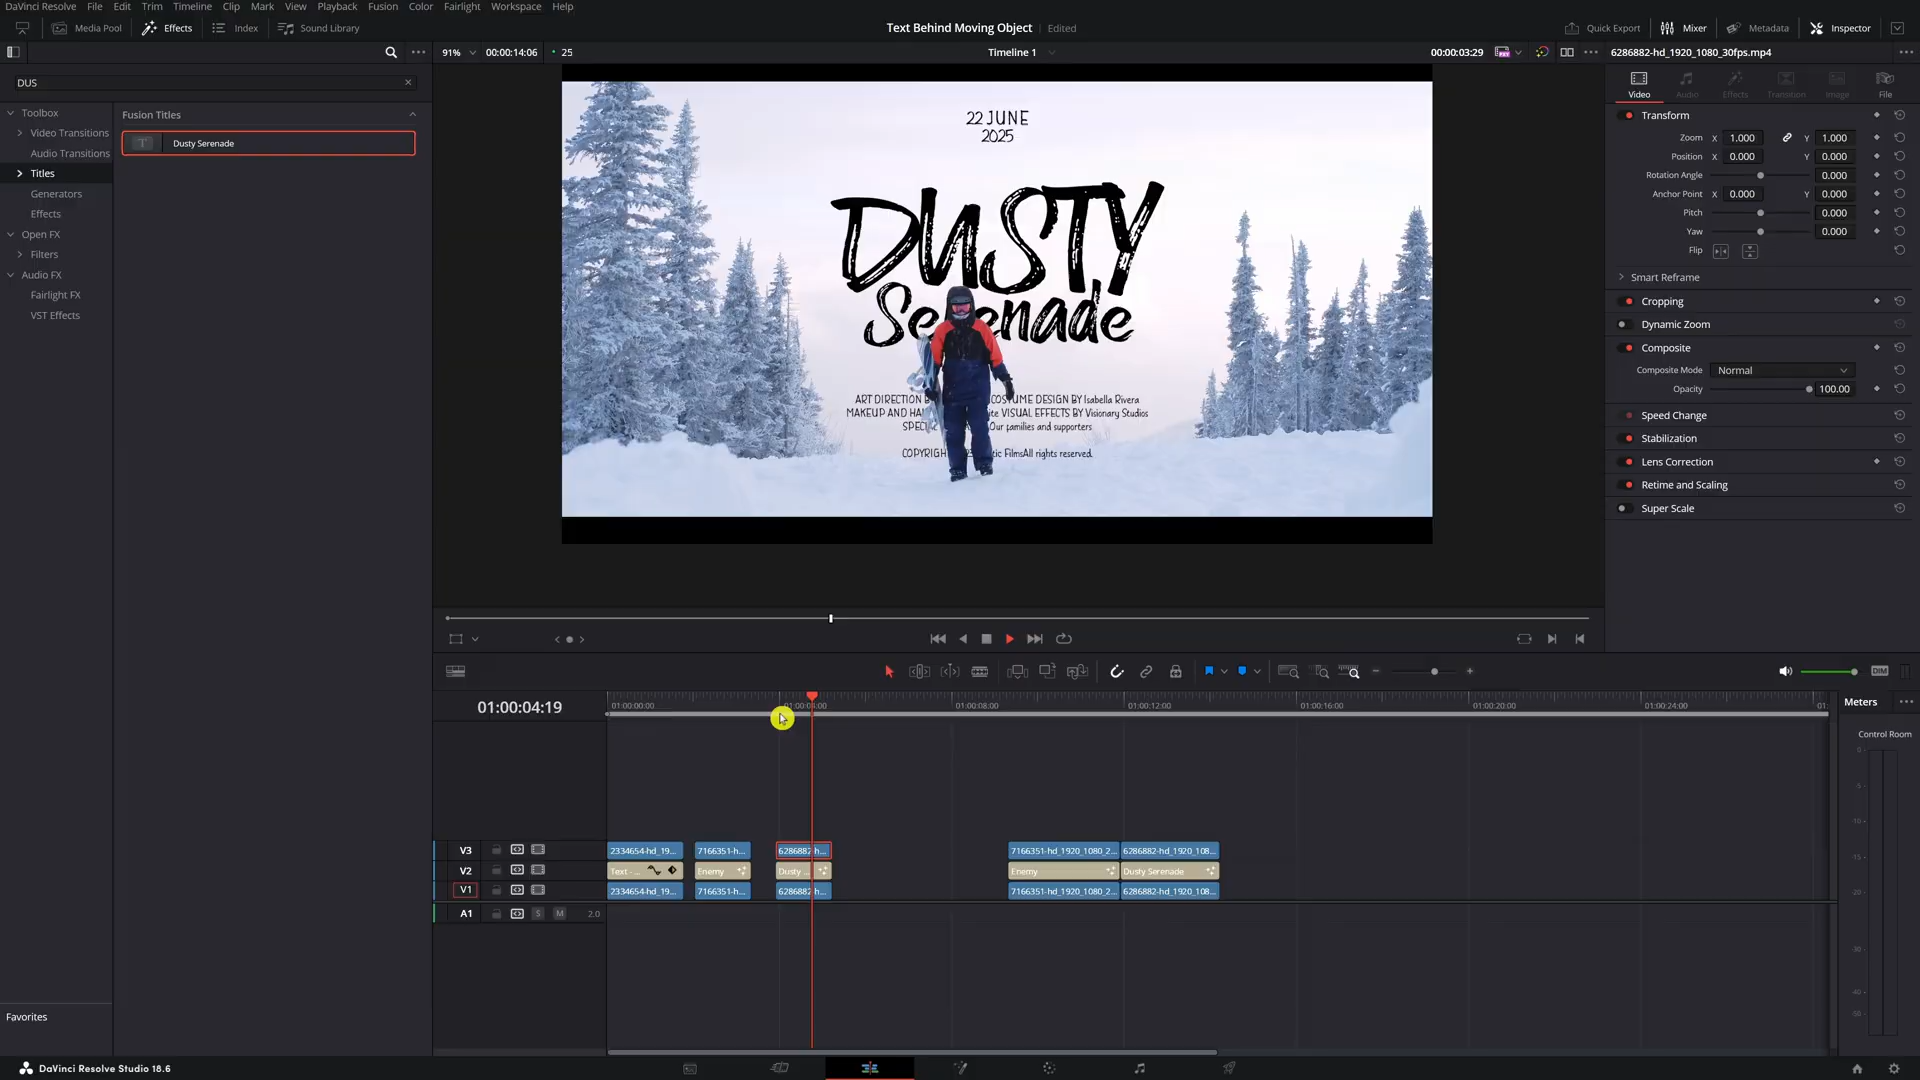 DaVinci Resolve File Edit Trim Timeline Clip Mark View Playback Fusion Color Fairlight Workspace Help
Media Pool Effects Index Sound Library Text Behind Moving Object Edited Quick Export Mixer Metadata Inspector
91% 00:00:14:06 25 Timeline 1 00:00:03:29 6286882-hd_1920_1080_30fps.mp4
DUS
Video Audio Effects Transition Image File
Toolbox
Video Transitions
Audio Transitions
Titles
Generators
Effects
Open FX
Filters
Audio FX
Fairlight FX
VST Effects
Favorites
Fusion Titles
Dusty Serenade
22 JUNE
2025
DUSTY
Serenade
ART DIRECTION COSTUME DESIGN BY Isabella Rivera
MAKEUP AND VISUAL EFFECTS BY Visionary Studios
Our families and supporters
FilmsAll rights reserved.
Transform
Zoom X 1.000 Y 1.000
Position X 0.000 Y 0.000
Rotation Angle 0.000
Anchor Point X 0.000 Y 0.000
Pitch 0.000
Yaw 0.000
Flip
Smart Reframe
Cropping
Dynamic Zoom
Composite
Composite Mode Normal
Opacity 100.00
Speed Change
Stabilization
Lens Correction
Retime and Scaling
Super Scale
DIM
01:00:04:19 01:00:00:00 01:00:08:00 01:00:12:00 01:00:16:00 01:00:20:00 01:00:24:00
Meters
Control Room
V3 2334654-hd_19... 7166351-h... 6286882-h... 7166351-hd_1920_1080_2... 6286882-hd_1920_108...
V2 Text - ... Enemy Dusty ... Enemy Dusty Serenade
V1 2334654-hd_19... 7166351-h... 6286882-h... 7166351-hd_1920_1080_2... 6286882-hd_1920_108...
A1 S M 2.0
0
-5
-10
-15
-20
-30
-40
-50
DaVinci Resolve Studio 18.6